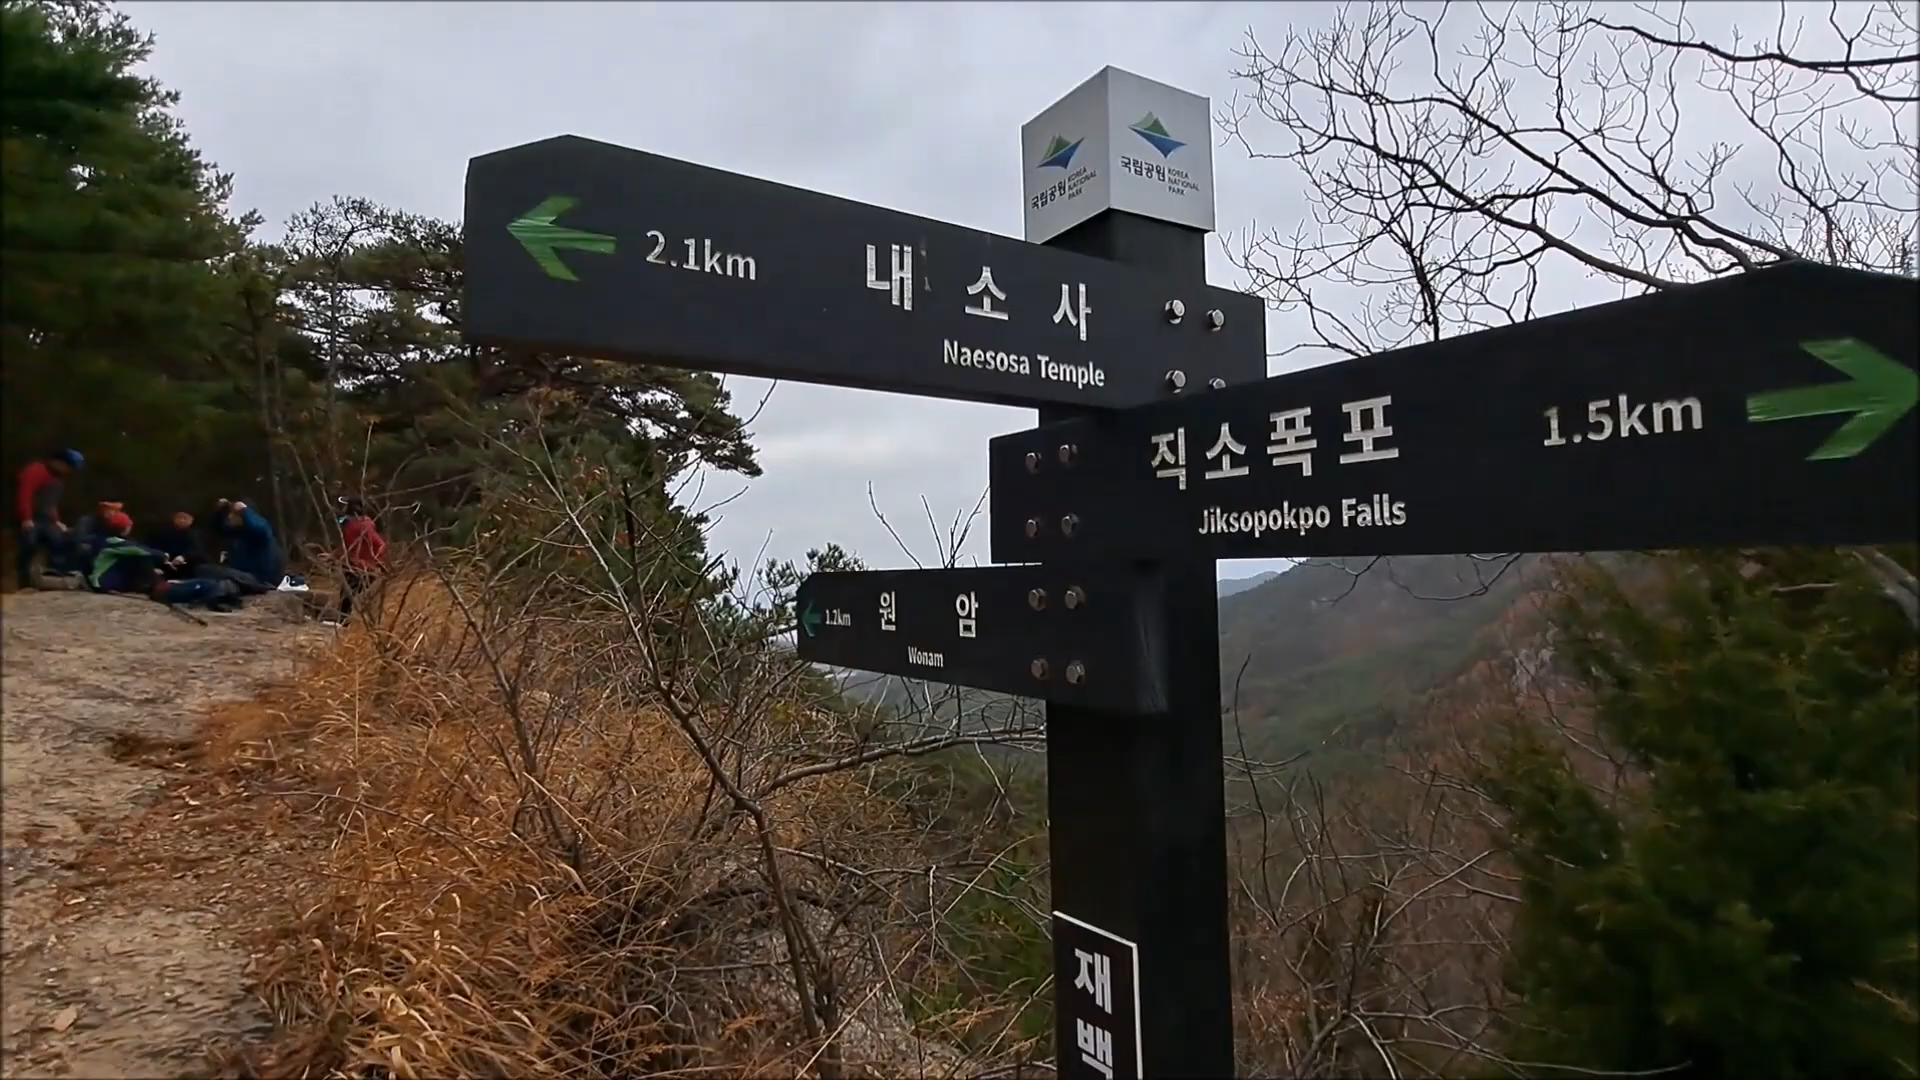 국립공원 KOREA NATIONAL PARK
국립공원 KOREA NATIONAL PARK
2.1km 내소사
Naesosa Temple
직소폭포 1.5km
Jiksopokpo Falls
1.2km 원암
Wonam
재
백